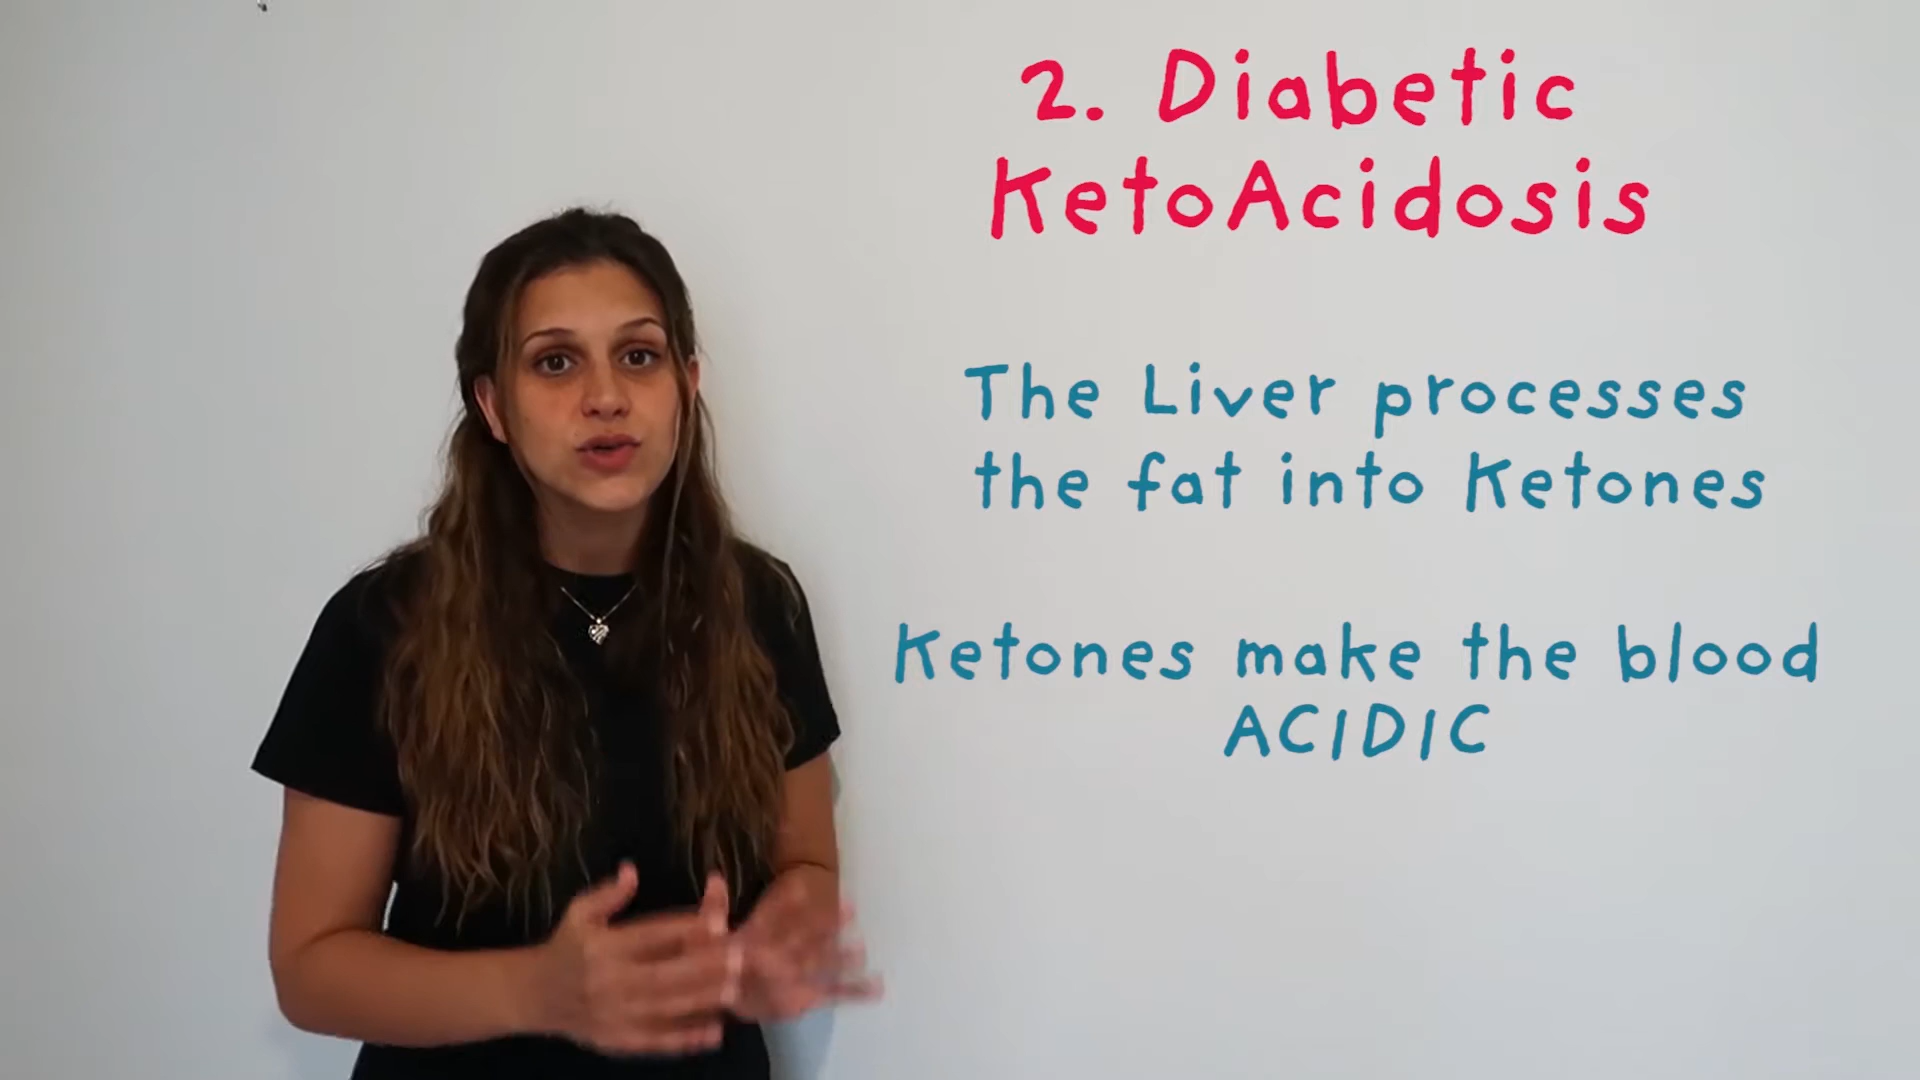 2. Diabetic
KetoAcidosis
The Liver processes
the fat into Ketones
Ketones make the blood
ACIDIC